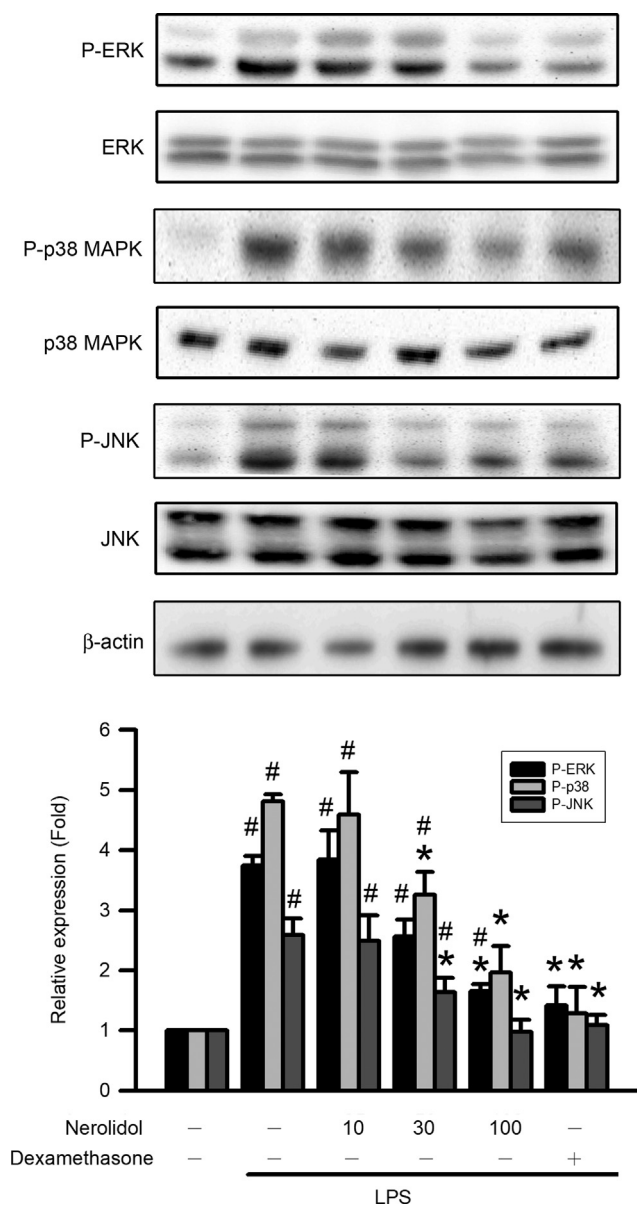 P-ERK
ERK
P-p38 MAPK
p38 MAPK
P-JNK
JNK
β-actin
Relative expression (Fold)
6
5
4
3
2
1
0
P-ERK
P-p38
P-JNK
# # #
# # #
# # * # *
# * * *
* * *
Nerolidol – – 10 30 100 –
Dexamethasone – – – – – +
LPS